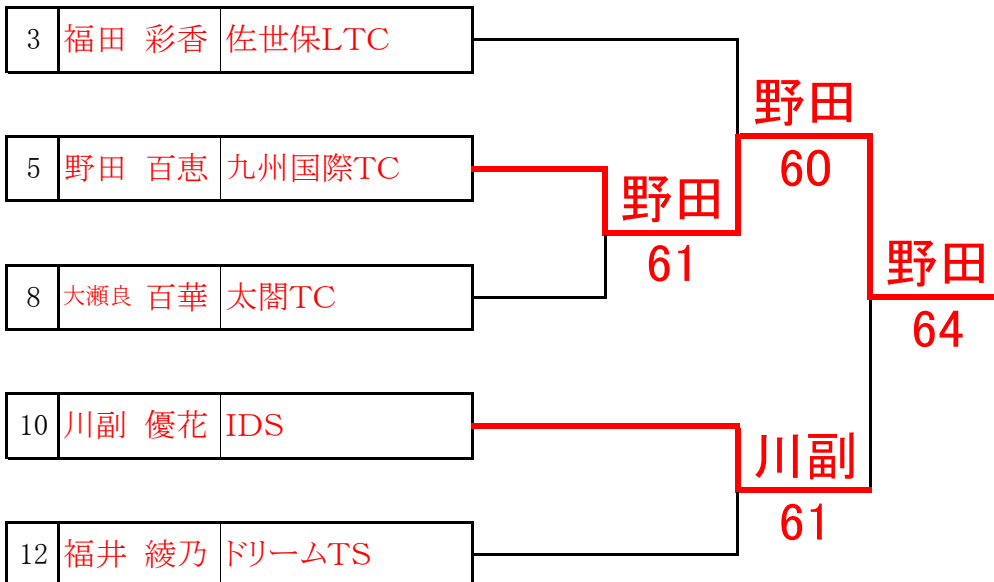 3 福田 彩香 佐世保LTC
野田
60
5 野田 百恵 九州国際TC
野田
61
野田
64
8 大瀬良 百華 太閤TC
10 川副 優花 IDS
川副
61
12 福井 綾乃 ドリームTS